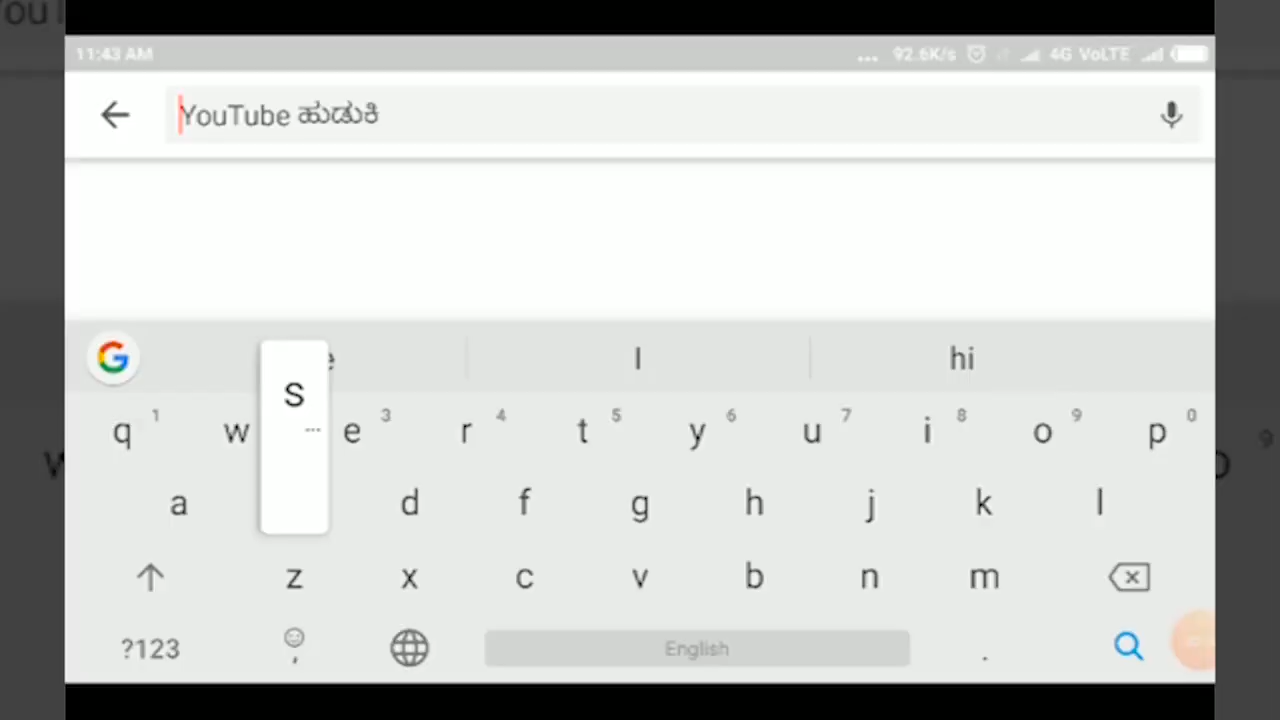 11:43 AM ... 92.6K/s 4G VoLTE
YouTube ಹುಡುಕಿ
I hi
q 1 w e 3 r 4 t 5 y 6 u 7 i 8 o 9 p 0
S
a d f g h j k l
z x c v b n m
?123 , English .